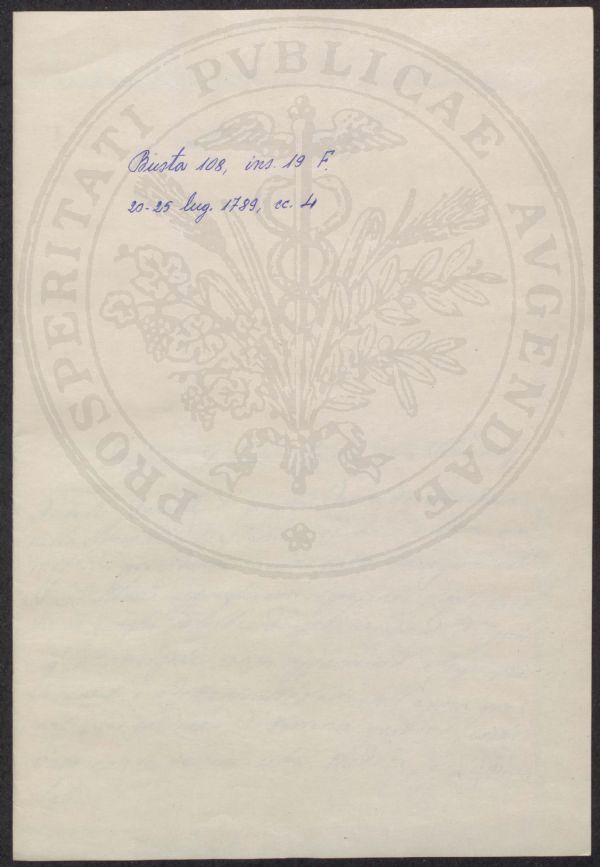 Busta 108, ins. 19 F.
20-25 lug. 1789, cc. 4
PROSPERITATI PVBLICAE AVGENDAE